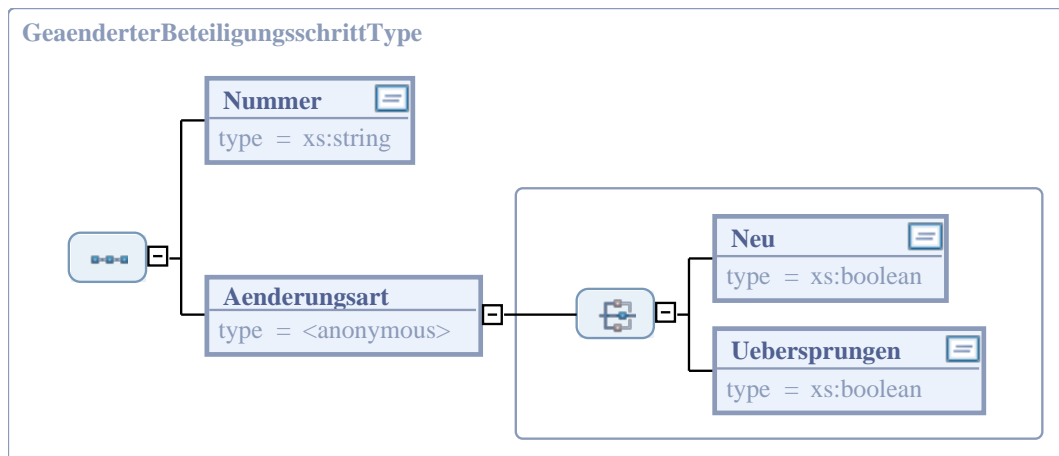 GeaenderterBeteiligungsschrittType
Nummer
type = xs:string
Aenderungsart
type = <anonymous>
Neu
type = xs:boolean
Uebersprungen
type = xs:boolean